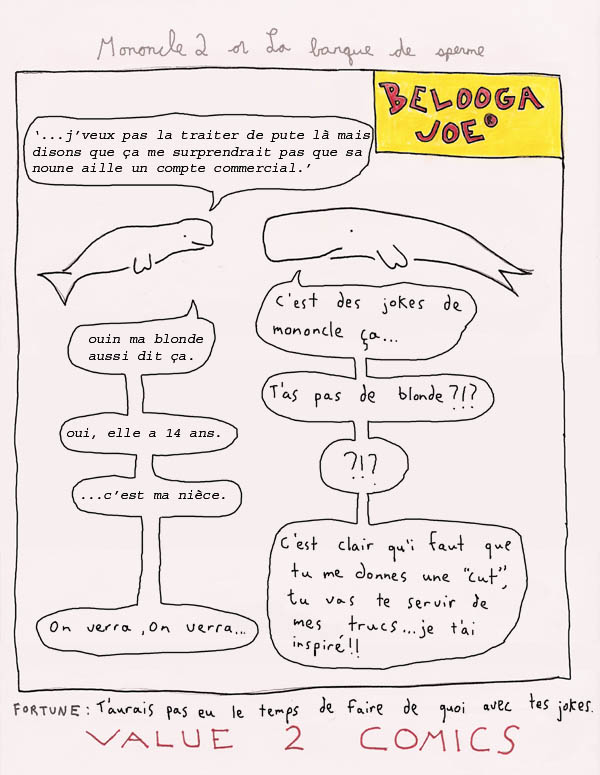 Mononcle 2 or La banque de sperme
BELOOGA
JOE®
'...j'veux pas la traiter de pute là mais
disons que ça me surprendrait pas que sa
noune aille un compte commercial.'
C'est des jokes de
mononcle ça...
ouin ma blonde
aussi dit ça.
T'as pas de blonde?!?
oui, elle a 14 ans.
?!?
...c'est ma nièce.
C'est clair qu'i faut que
tu me donnes une "cut",
tu vas te servir de
mes trucs...je t'ai
inspiré!!
On verra, On verra...
FORTUNE: T'aurais pas eu le temps de faire de quoi avec tes jokes.
VALUE 2 COMICS